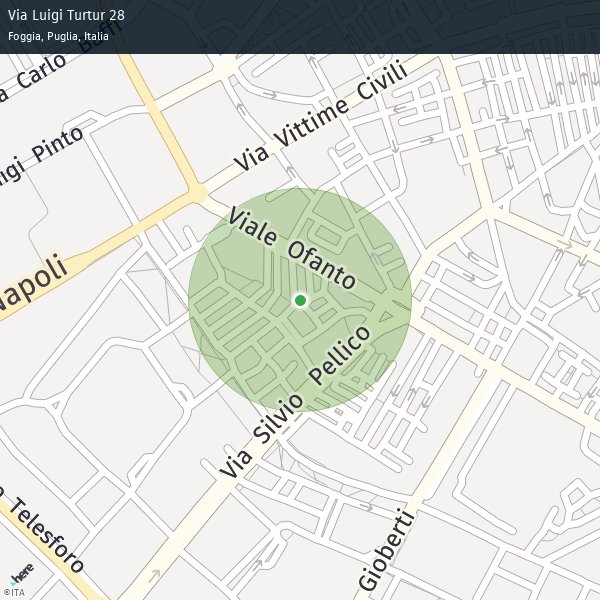 Via Luigi Turtur 28
Foggia, Puglia, Italia
a Carlo Baffi
Via Vittime Civili
igi Pinto
Viale Ofanto
Napoli
Via Silvio Pellico
o Telesforo
Gioberti
here
©ITA